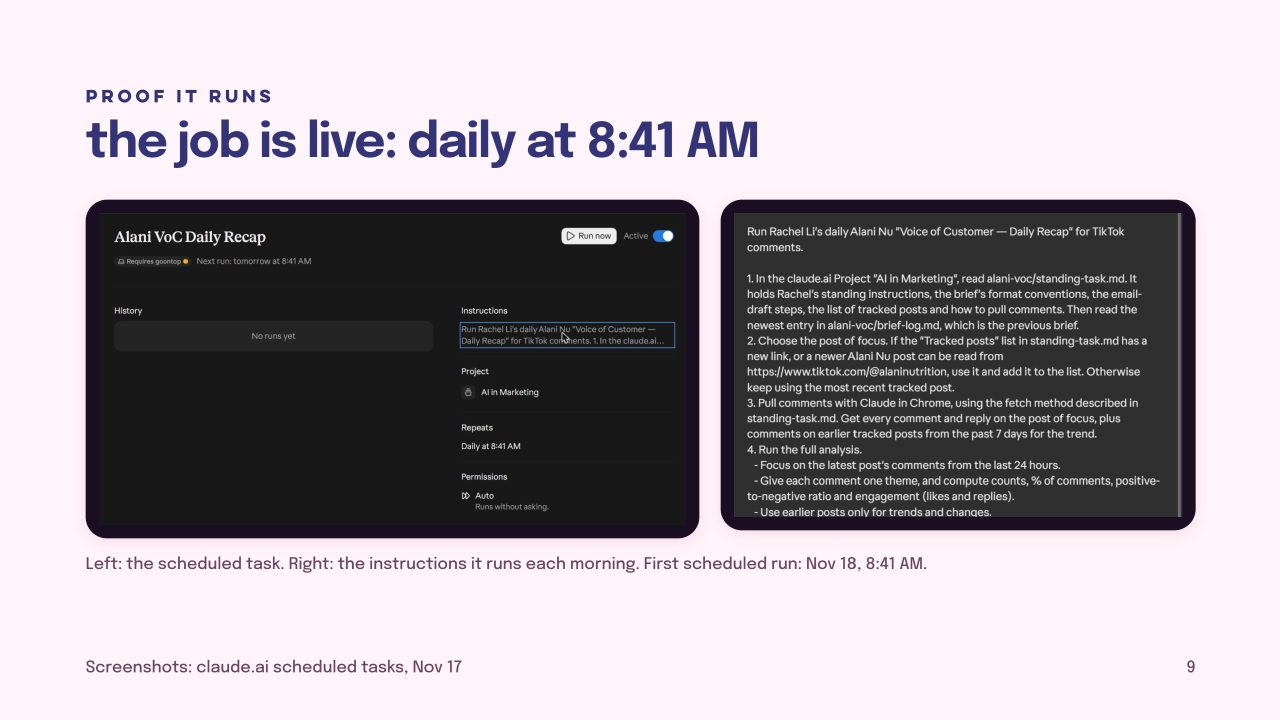 PROOF IT RUNS
the job is live: daily at 8:41 AM
Alani VoC Daily Recap
Run now
Active
Requires goontop
Next run: tomorrow at 8:41 AM
History
No runs yet
Instructions
Run Rachel Li's daily Alani Nu "Voice of Customer —
Daily Recap" for TikTok comments. 1. In the claude.ai...
Project
AI in Marketing
Repeats
Daily at 8:41 AM
Permissions
Auto
Runs without asking.
Run Rachel Li's daily Alani Nu "Voice of Customer — Daily Recap" for TikTok
comments.
1. In the claude.ai Project "AI in Marketing", read alani-voc/standing-task.md. It
holds Rachel's standing instructions, the brief's format conventions, the email-
draft steps, the list of tracked posts and how to pull comments. Then read the
newest entry in alani-voc/brief-log.md, which is the previous brief.
2. Choose the post of focus. If the "Tracked posts" list in standing-task.md has a
new link, or a newer Alani Nu post can be read from
https://www.tiktok.com/@alaninutrition, use it and add it to the list. Otherwise
keep using the most recent tracked post.
3. Pull comments with Claude in Chrome, using the fetch method described in
standing-task.md. Get every comment and reply on the post of focus, plus
comments on earlier tracked posts from the past 7 days for the trend.
4. Run the full analysis.
- Focus on the latest post's comments from the last 24 hours.
- Give each comment one theme, and compute counts, % of comments, positive-
to-negative ratio and engagement (likes and replies).
- Use earlier posts only for trends and changes.
Left: the scheduled task. Right: the instructions it runs each morning. First scheduled run: Nov 18, 8:41 AM.
Screenshots: claude.ai scheduled tasks, Nov 17
9